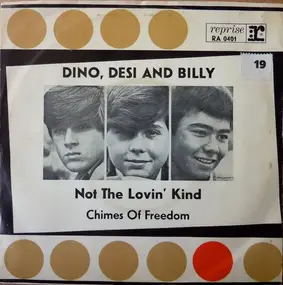 reprise
RA 0401
19
DINO, DESI AND BILLY
Not The Lovin' Kind
Chimes Of Freedom